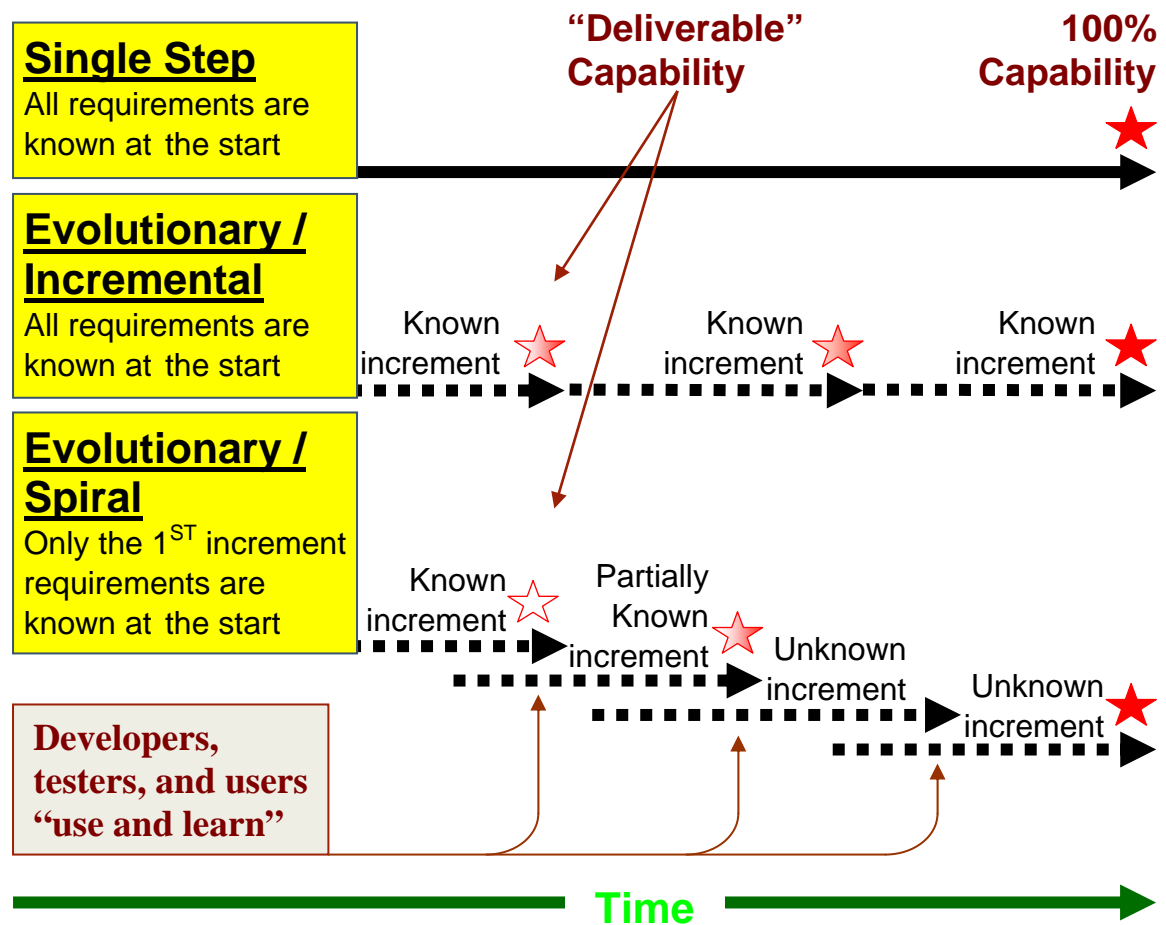 “Deliverable”
Capability
100%
Capability
Single Step
All requirements are
known at the start
Evolutionary /
Incremental
All requirements are
known at the start
Known
increment
Known
increment
Known
increment
Evolutionary /
Spiral
Only the 1ST increment
requirements are
known at the start
Known
increment
Partially
Known
increment
Unknown
increment
Unknown
increment
Developers,
testers, and users
“use and learn”
Time